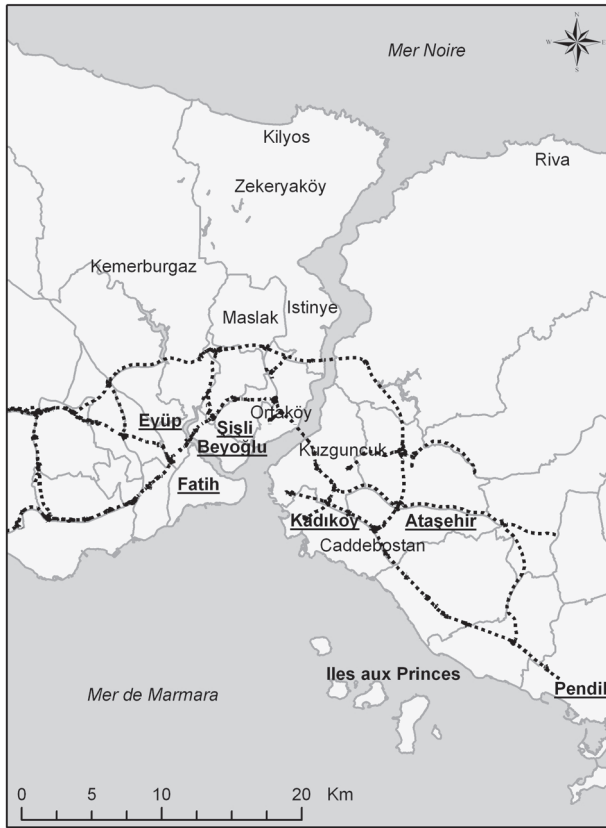 N
W E
S
Mer Noire
Kilyos
Riva
Zekeryaköy
Kemerburgaz
Istinye
Maslak
Ortaköy
Eyüp
Şişli
Beyoğlu
Kuzguncuk
Fatih
Kadıköy
Ataşehir
Caddebostan
Iles aux Princes
Pendik
Mer de Marmara
0 5 10 20 Km